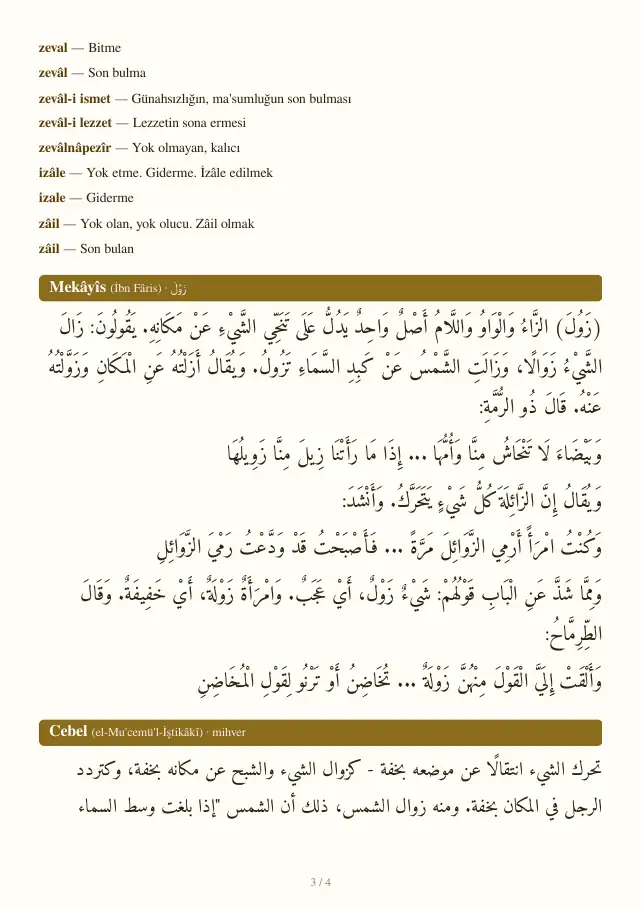 zeval — Bitme
zevâl — Son bulma
zevâl-i ismet — Günahsızlığın, ma'sumluğun son bulması
zevâl-i lezzet — Lezzetin sona ermesi
zevâlnâpezîr — Yok olmayan, kalıcı
izâle — Yok etme. Giderme. İzâle edilmek
izale — Giderme
zâil — Yok olan, yok olucu. Zâil olmak
zâil — Son bulan
Mekâyîs (İbn Fâris) · زَوْل
(زَوُلَ) الزَّاءُ وَالْوَاوُ وَاللَّامُ أَصْلٌ وَاحِدٌ يَدُلُّ عَلَى تَنَحِّي الشَّيْءِ عَنْ مَكَانِهِ. يَقُولُونَ: زَالَ
الشَّيْءُ زَوَالًا، وَزَالَتِ الشَّمْسُ عَنْ كَبِدِ السَّمَاءِ تَزُولُ. وَيُقَالُ أَزَلْتُهُ عَنِ الْمَكَانِ وَزَوَّلْتُهُ
عَنْهُ. قَالَ ذُو الرُّمَّةِ:
وَبَيْضَاءَ لَا تَنْحَاشُ مِنَّا وَأُمُّهَا ... إِذَا مَا رَأَتْنَا زِيلَ مِنَّا زَوِيلُهَا
وَيُقَالُ إِنَّ الزَّائِلَةَ كُلُّ شَيْءٍ يَتَحَرَّكُ. وَأَنْشَدَ:
وَكُنْتُ امْرَأً أَرْمِي الزَّوَائِلَ مَرَّةً ... فَأَصْبَحْتُ قَدْ وَدَّعْتُ رَمْيَ الزَّوَائِلِ
وَمِمَّا شَذَّ عَنِ الْبَابِ قَوْلُهُمْ: شَيْءٌ زَوْلٌ، أَيْ عَجَبٌ. وَامْرَأَةٌ زَوْلَةٌ، أَيْ خَفِيفَةٌ. وَقَالَ
الطِّرِمَّاحُ:
وَأَلْقَتْ إِلَيَّ الْقَوْلَ مِنْهُنَّ زَوْلَةٌ ... تُخَاضِنُ أَوْ تَرْنُو لِقَوْلِ الْمُخَاضِنِ
Cebel (el-Mu'cemü'l-İştikâkî) · mihver
تحرك الشيء انتقالًا عن موضعه بخفة - كزوال الشيء والشبح عن مكانه بخفة، وكتردد
الرجل في المكان بخفة. ومنه زوال الشمس، ذلك أن الشمس "إذا بلغت وسط السماء
3 / 4